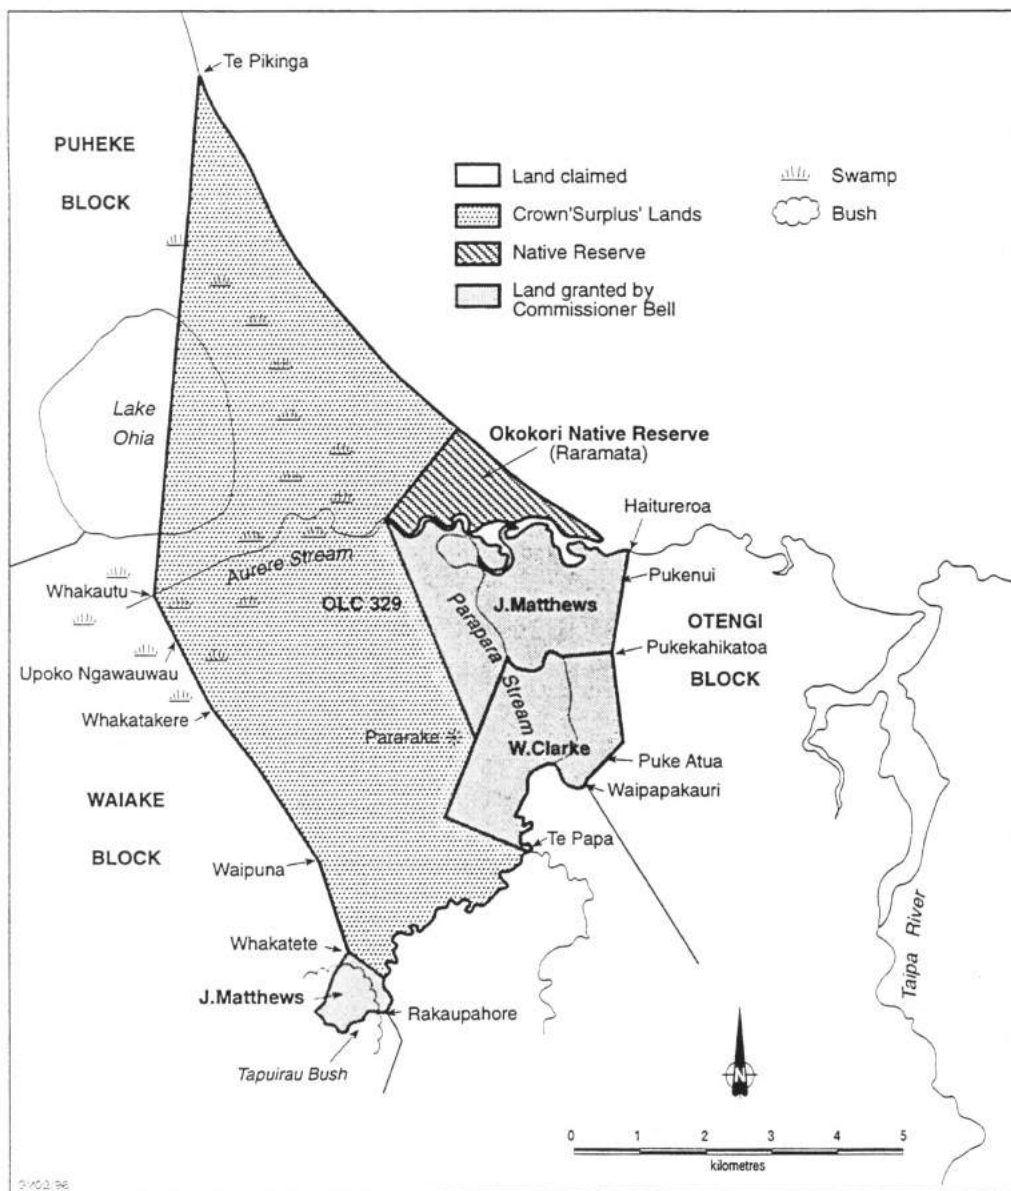 Te Pikinga
PUHEKE
BLOCK
Land claimed
Crown'Surplus' Lands
Native Reserve
Land granted by
Commissioner Bell
Swamp
Bush
Lake
Ohia
Okokori Native Reserve
(Raramata)
Haitureroa
Aurere Stream
Whakautu
Pukenui
OLC 329
J.Matthews
Parapara Stream
OTENGI
BLOCK
Pukekahikatoa
Upoko Ngawauwau
Whakatakere
Pararake
W.Clarke
Puke Atua
Waipapakauri
WAIAKE
BLOCK
Te Papa
Waipuna
Whakatete
Taipa River
J.Matthews
Rakaupahore
Tapuirau Bush
N
0 1 2 3 4 5
kilometres